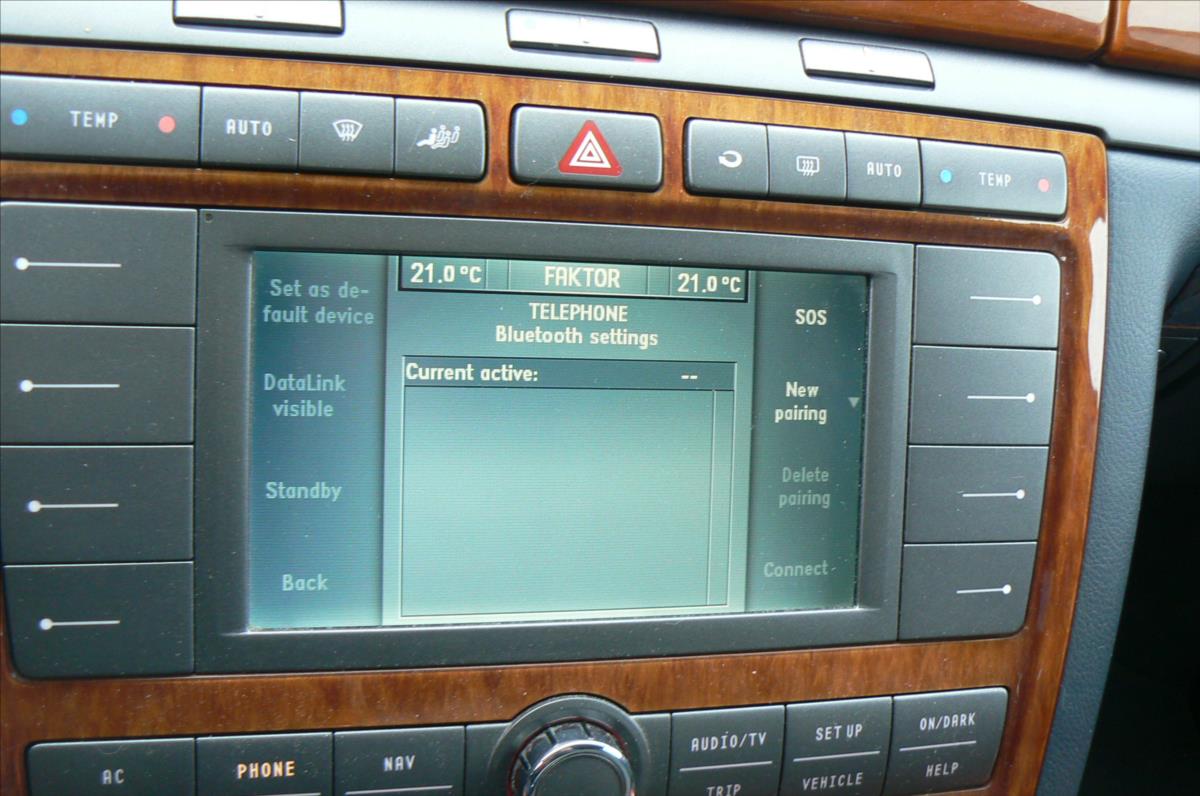 TEMP
AUTO
AUTO
TEMP
21.0 °C
FAKTOR
21.0 °C
TELEPHONE
Bluetooth settings
Current active: --
Set as de-
fault device
DataLink
visible
Standby
Back
SOS
New
pairing
Delete
pairing
Connect
AC
PHONE
NAV
AUDIO/TV
TRIP
SET UP
VEHICLE
ON/DARK
HELP